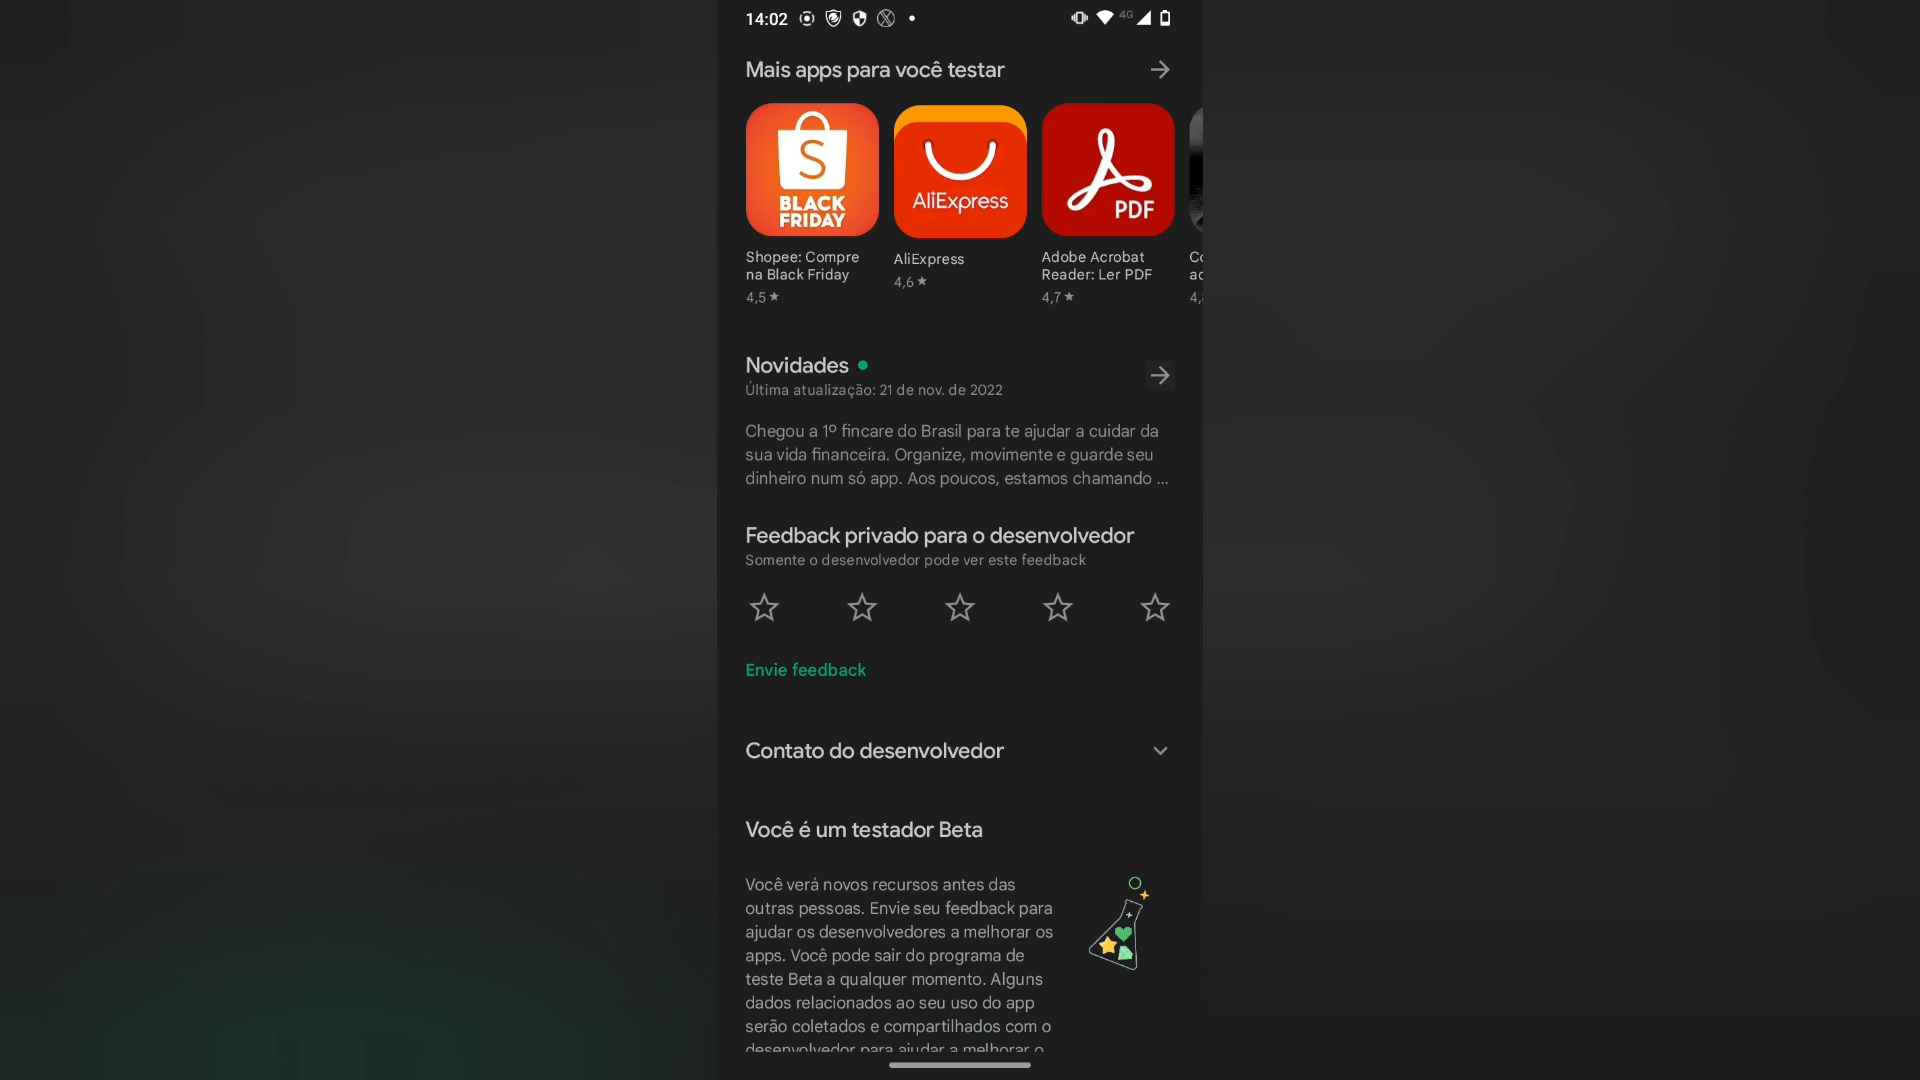 14:02
4G
Mais apps para você testar
S
BLACK
FRIDAY
AliExpress
PDF
Shopee: Compre
na Black Friday
4,5
AliExpress
4,6
Adobe Acrobat
Reader: Ler PDF
4,7
Novidades
Última atualização: 21 de nov. de 2022
Chegou a 1º fincare do Brasil para te ajudar a cuidar da
sua vida financeira. Organize, movimente e guarde seu
dinheiro num só app. Aos poucos, estamos chamando ...
Feedback privado para o desenvolvedor
Somente o desenvolvedor pode ver este feedback
Envie feedback
Contato do desenvolvedor
Você é um testador Beta
Você verá novos recursos antes das
outras pessoas. Envie seu feedback para
ajudar os desenvolvedores a melhorar os
apps. Você pode sair do programa de
teste Beta a qualquer momento. Alguns
dados relacionados ao seu uso do app
serão coletados e compartilhados com o
desenvolvedor para ajudar a melhorar o